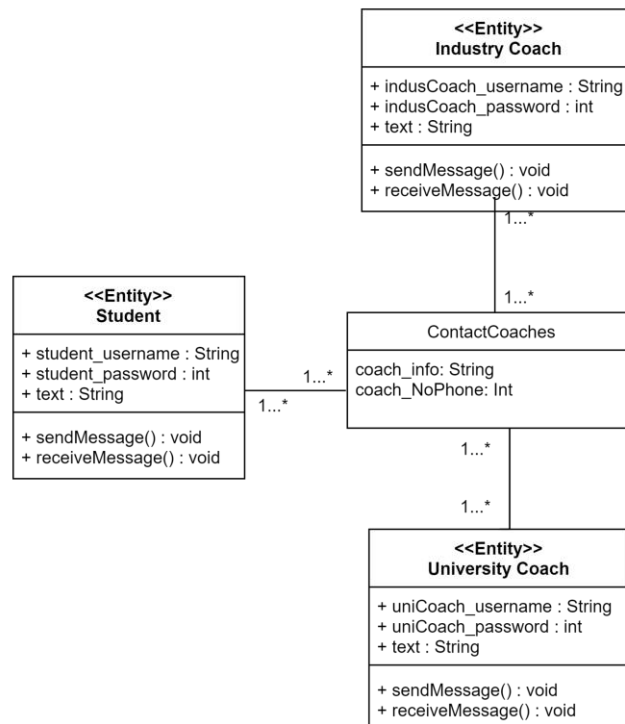 <<Entity>>
Industry Coach
+ indusCoach_username : String
+ indusCoach_password : int
+ text : String
+ sendMessage() : void
+ receiveMessage() : void
1...*
1...*
<<Entity>>
Student
+ student_username : String
+ student_password : int
+ text : String
+ sendMessage() : void
+ receiveMessage() : void
1...*
1...*
ContactCoaches
coach_info: String
coach_NoPhone: Int
1...*
1...*
<<Entity>>
University Coach
+ uniCoach_username : String
+ uniCoach_password : int
+ text : String
+ sendMessage() : void
+ receiveMessage() : void